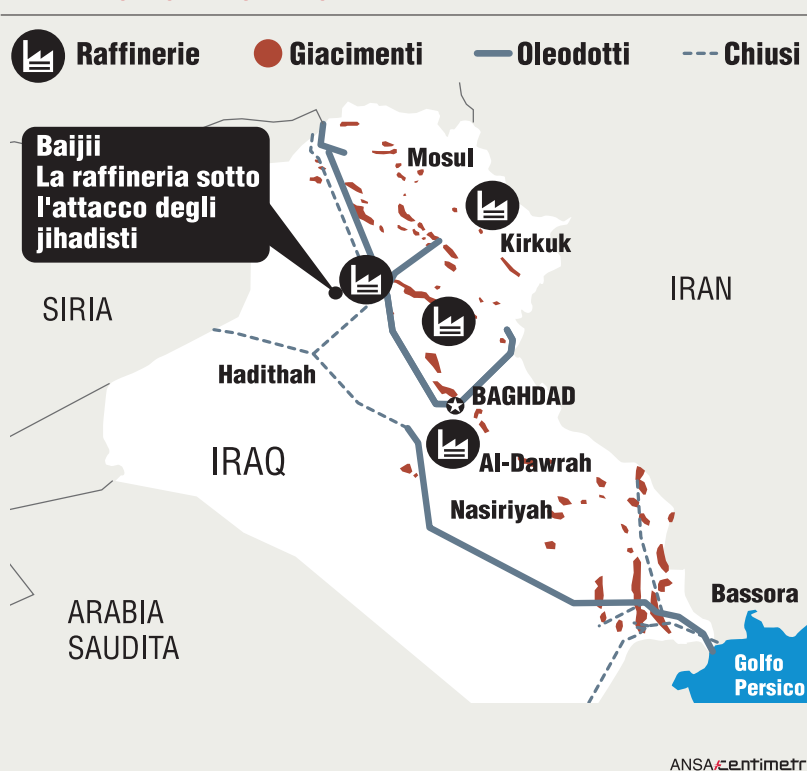 Raffinerie
Giacimenti
Oleodotti
Chiusi
Baijii
La raffineria sotto
l'attacco degli
jihadisti
Mosul
Kirkuk
IRAN
SIRIA
Hadithah
BAGHDAD
IRAQ
Al-Dawrah
Nasiriyah
Bassora
ARABIA
SAUDITA
Golfo
Persico
ANSA centimetr